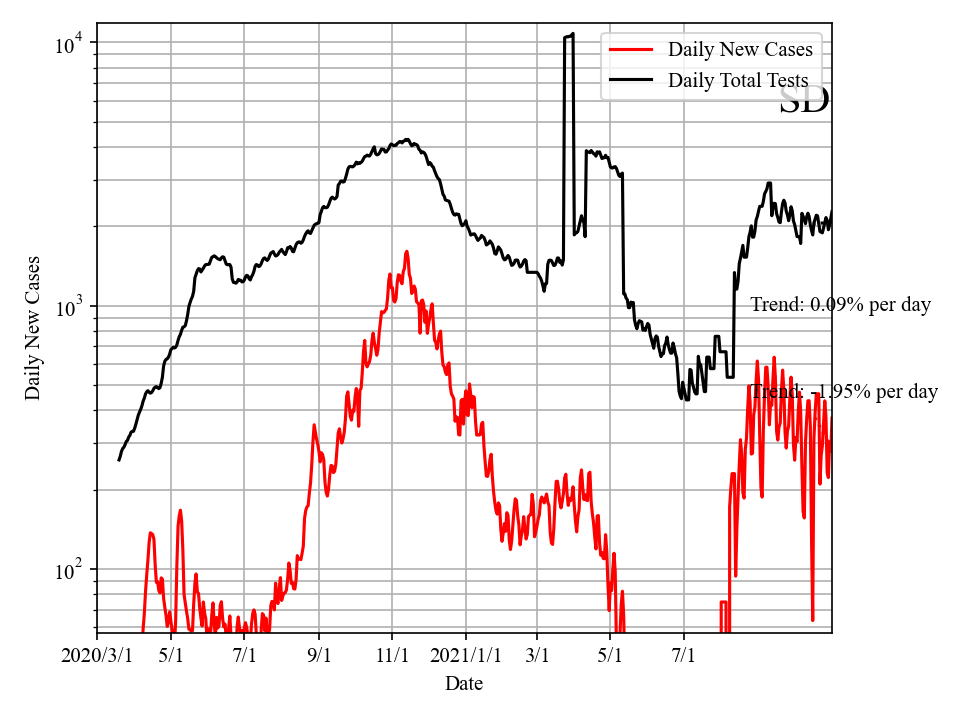 10^4
Daily New Cases
Daily Total Tests
SD
10^3
Trend: 0.09% per day
Daily New Cases
Trend: -1.95% per day
10^2
2020/3/1 5/1 7/1 9/1 11/1 2021/1/1 3/1 5/1 7/1
Date